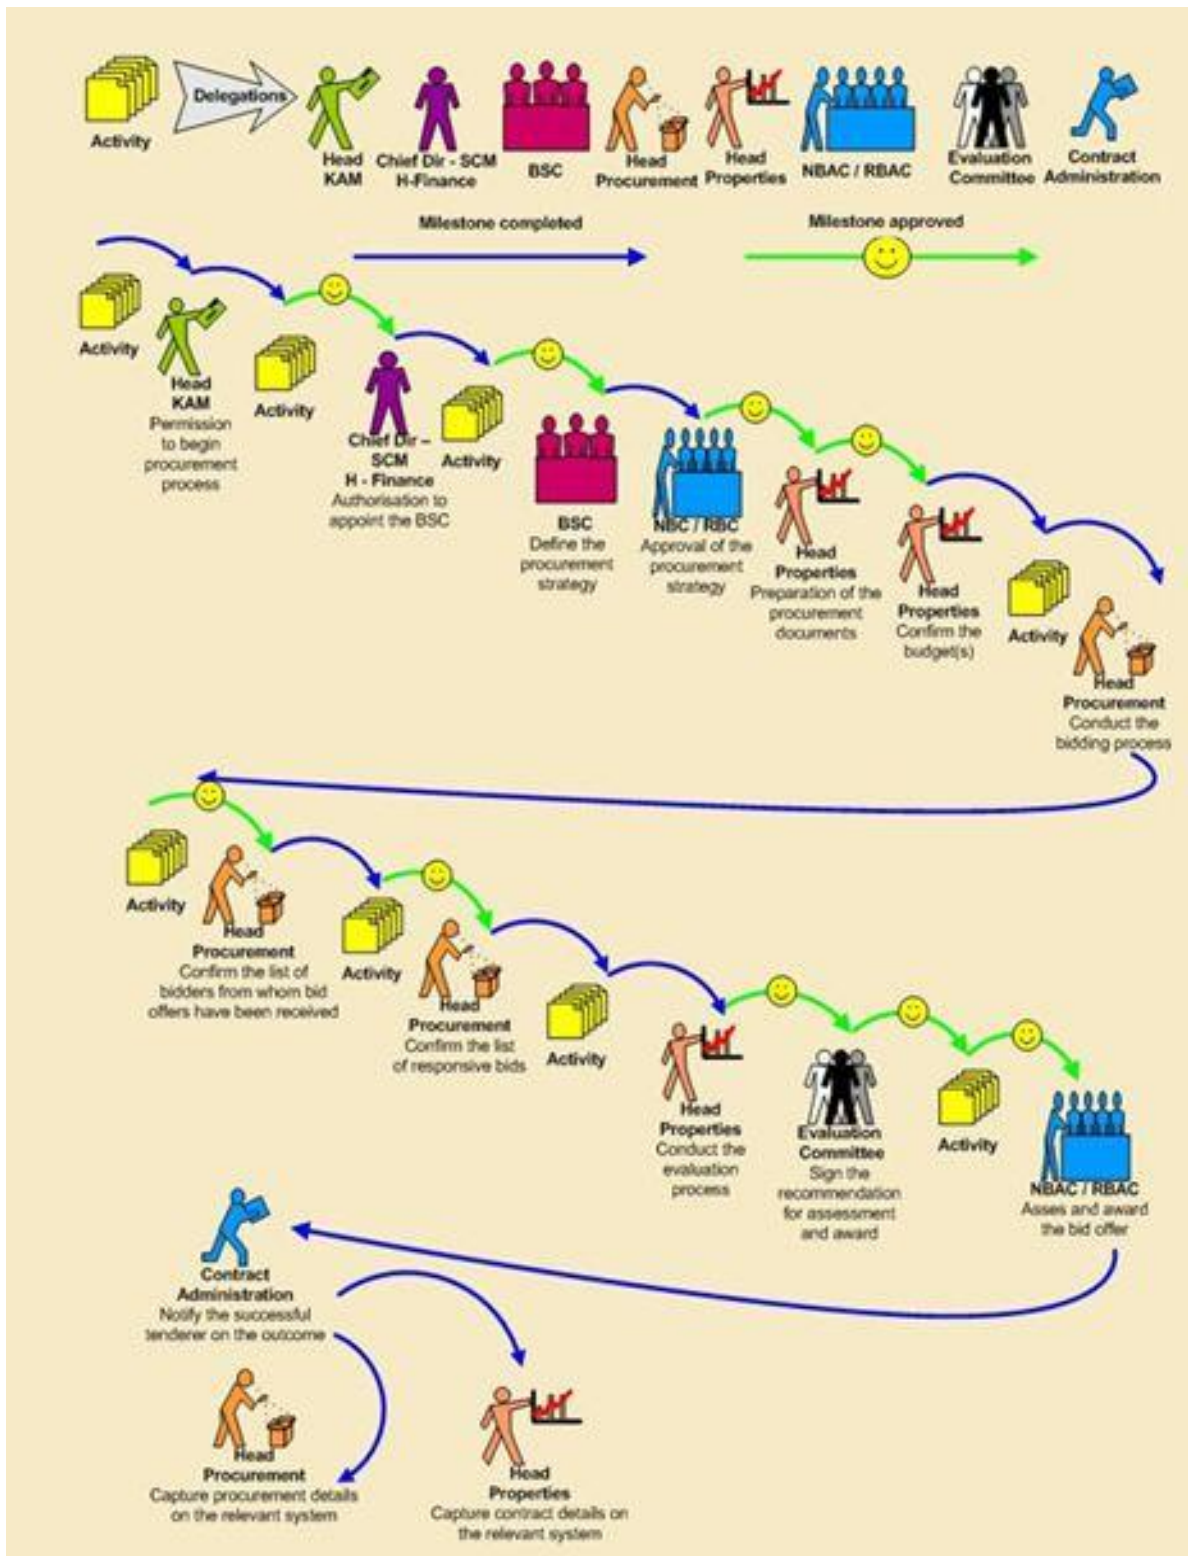 Activity
Delegations
Head
KAM
Chief Dir - SCM
H-Finance
BSC
Head
Procurement
Head
Properties
NBAC / RBAC
Evaluation
Committee
Contract
Administration
Milestone completed
Milestone approved
Activity
Head
KAM
Permission
to begin
procurement
process
Activity
Chief Dir –
SCM
H - Finance
Authorisation to
appoint the BSC
Activity
BSC
Define the
procurement
strategy
NBC / RBC
Approval of the
procurement
strategy
Head
Properties
Preparation of the
procurement
documents
Head
Properties
Confirm the
budget(s)
Activity
Head
Procurement
Conduct the
bidding process
Activity
Head
Procurement
Confirm the list of
bidders from whom bid
offers have been received
Activity
Head
Procurement
Confirm the list
of responsive bids
Activity
Head
Properties
Conduct the
evaluation
process
Evaluation
Committee
Sign the
recommendation
for assessment
and award
Activity
NBAC / RBAC
Asses and award
the bid offer
Contract
Administration
Notify the successful
tenderer on the outcome
Head
Procurement
Capture procurement details
on the relevant system
Head
Properties
Capture contract details on
the relevant system